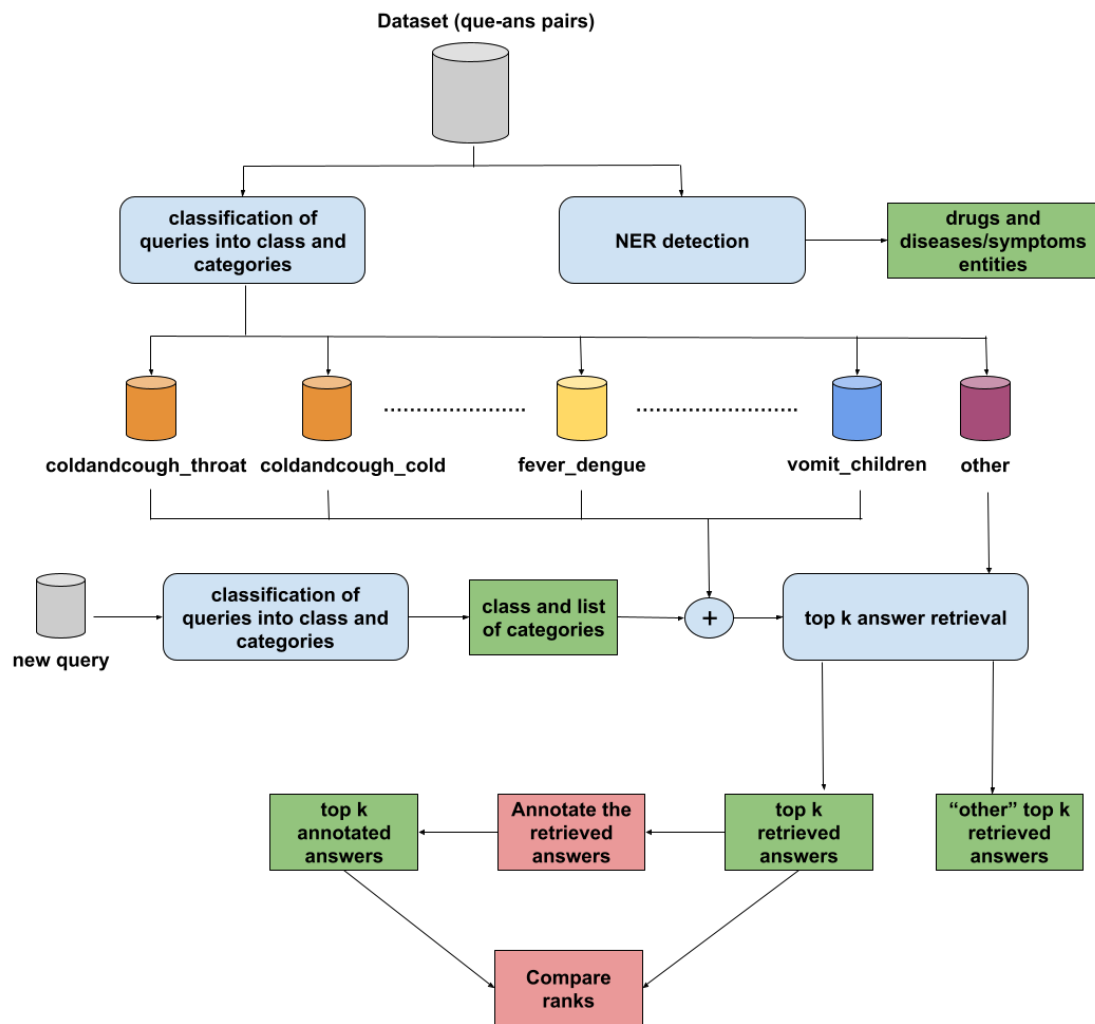 Dataset (que-ans pairs)
classification of
queries into class and
categories
NER detection
drugs and
diseases/symptoms
entities
coldandcough_throat
coldandcough_cold
fever_dengue
vomit_children
other
new query
classification of
queries into class and
categories
class and list
of categories
+
top k answer retrieval
top k
annotated
answers
Annotate the
retrieved
answers
top k
retrieved
answers
“other” top k
retrieved
answers
Compare
ranks